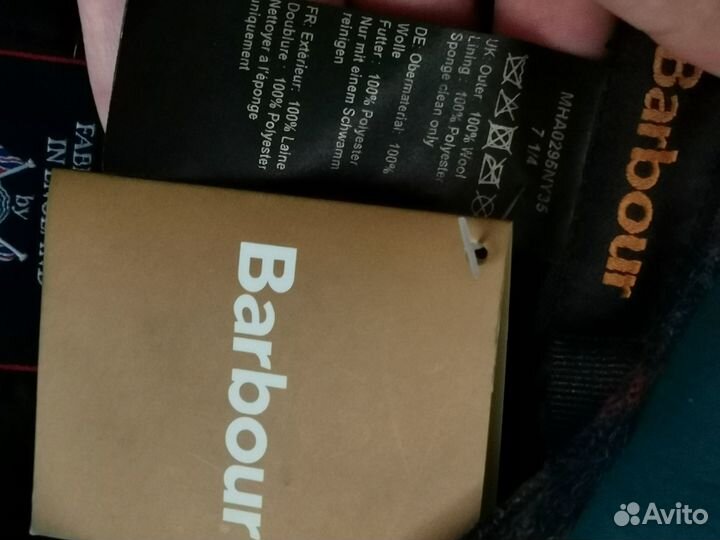 Barbour
MHA0295NY35
7 1/4
UK: Outer: 100% Wool
Lining : 100% Polyester
Sponge clean only
DE: Obermaterial: 100%
Wolle
Futter : 100% Polyester
Nur mit einem Schwamm
reinigen
FR: Extérieur: 100% Laine
Doublure : 100% Polyester
Nettoyer a l'éponge
uniquement
by
IN ENGLAND
Barbour
Avito